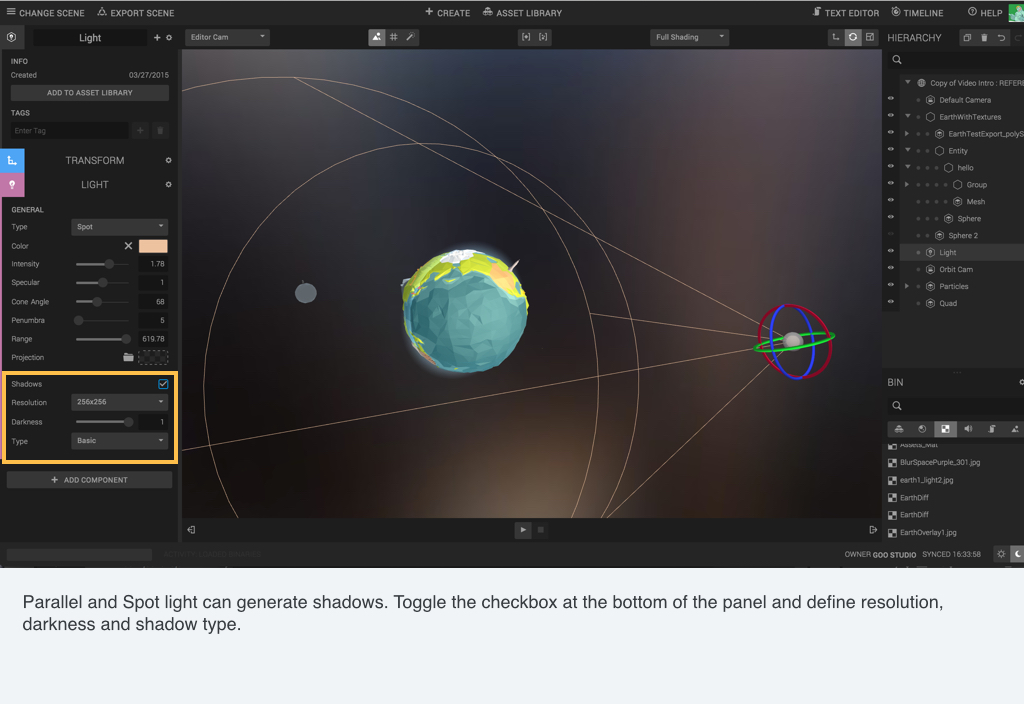 CHANGE SCENE
EXPORT SCENE
CREATE
ASSET LIBRARY
TEXT EDITOR
TIMELINE
HELP
Light
Editor Cam
Full Shading
HIERARCHY
INFO
Created 03/27/2015
ADD TO ASSET LIBRARY
TAGS
Enter Tag
TRANSFORM
LIGHT
GENERAL
Type Spot
Color
Intensity 1.78
Specular 1
Cone Angle 68
Penumbra 5
Range 619.78
Projection
Shadows
Resolution 256x256
Darkness 1
Type Basic
ADD COMPONENT
Copy of Video Intro : REFERE
Default Camera
EarthWithTextures
EarthTestExport_polyS
Entity
hello
Group
Mesh
Sphere
Sphere 2
Light
Orbit Cam
Particles
Quad
BIN
Assets_Mat
BlurSpacePurple_301.jpg
earth1_light2.jpg
EarthDiff
EarthDiff
EarthOverlay1.jpg
OWNER GOO STUDIO SYNCED 16:33:58
Parallel and Spot light can generate shadows. Toggle the checkbox at the bottom of the panel and define resolution,
darkness and shadow type.